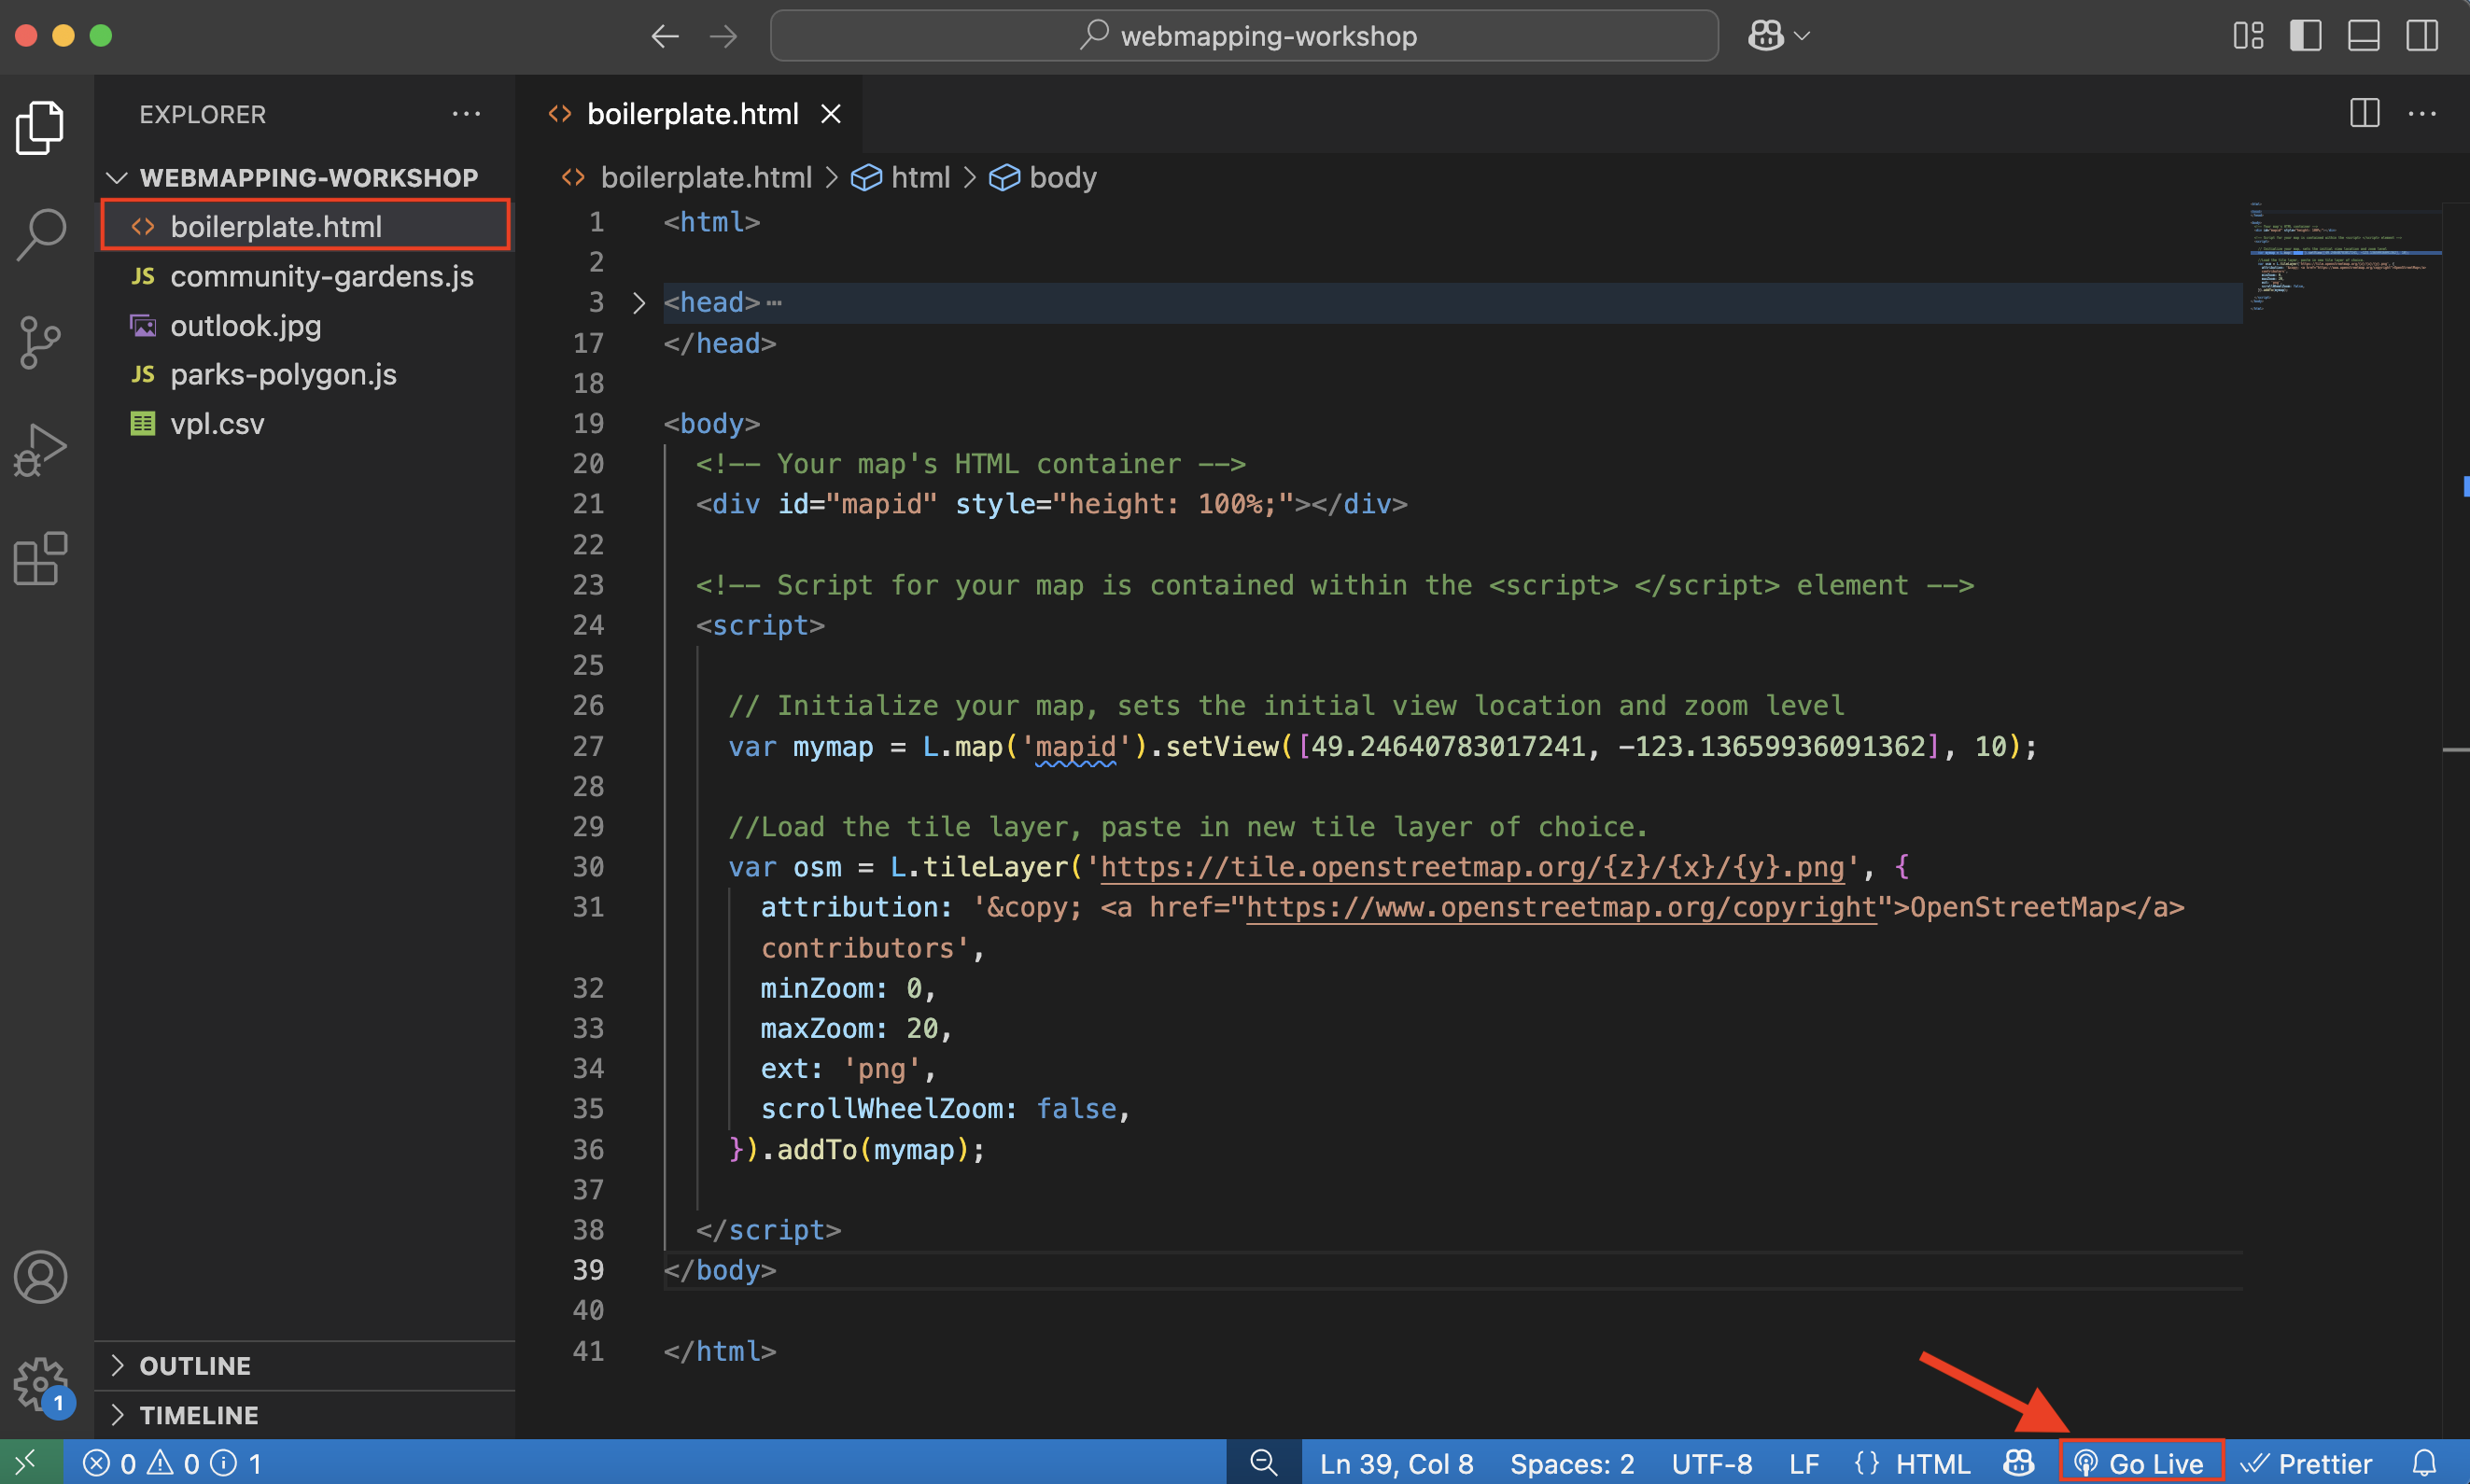 webmapping-workshop
EXPLORER
boilerplate.html
WEBMAPPING-WORKSHOP
boilerplate.html
JS community-gardens.js
outlook.jpg
JS parks-polygon.js
vpl.csv
boilerplate.html > html > body
1 <html>
2
3 <head>
17 </head>
18
19 <body>
20 <!-- Your map's HTML container -->
21 <div id="mapid" style="height: 100%;"></div>
22
23 <!-- Script for your map is contained within the <script> </script> element -->
24 <script>
25
26 // Initialize your map, sets the initial view location and zoom level
27 var mymap = L.map('mapid').setView([49.24640783017241, -123.13659936091362], 10);
28
29 //Load the tile layer, paste in new tile layer of choice.
30 var osm = L.tileLayer('https://tile.openstreetmap.org/{z}/{x}/{y}.png', {
31 attribution: '&copy; <a href="https://www.openstreetmap.org/copyright">OpenStreetMap</a>
contributors',
32 minZoom: 0,
33 maxZoom: 20,
34 ext: 'png',
35 scrollWheelZoom: false,
36 }).addTo(mymap);
37
38 </script>
39 </body>
40
41 </html>
OUTLINE
TIMELINE
1
0 0 1 Ln 39, Col 8 Spaces: 2 UTF-8 LF {} HTML Go Live Prettier